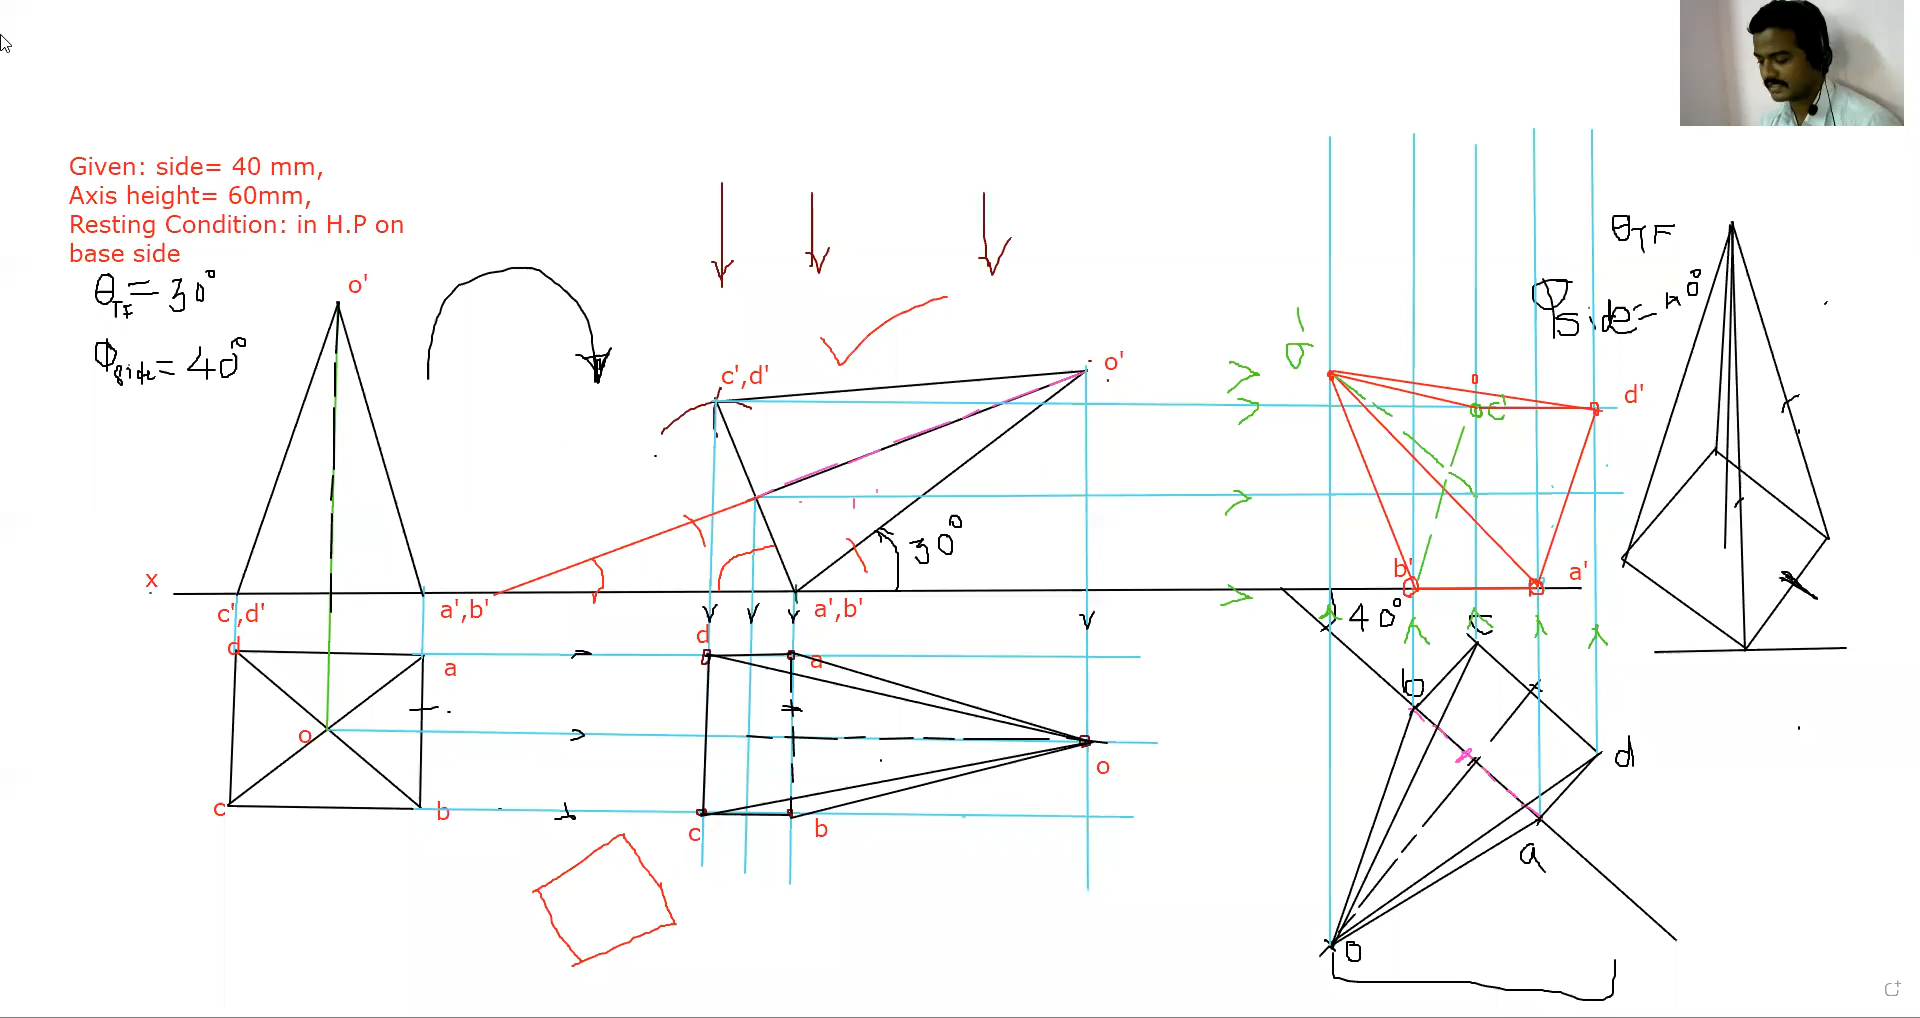 Given: side= 40 mm,
Axis height= 60mm,
Resting Condition: in H.P on
base side
θTF = 30°
Φside = 40°
o'
x
c',d'
a',b'
d
a
o
c
b
c',d'
o'
30°
a',b'
d
a
o
c
b
o'
c'
d'
b'
a'
40°
c
b
d
a
o
θTF
Φside=